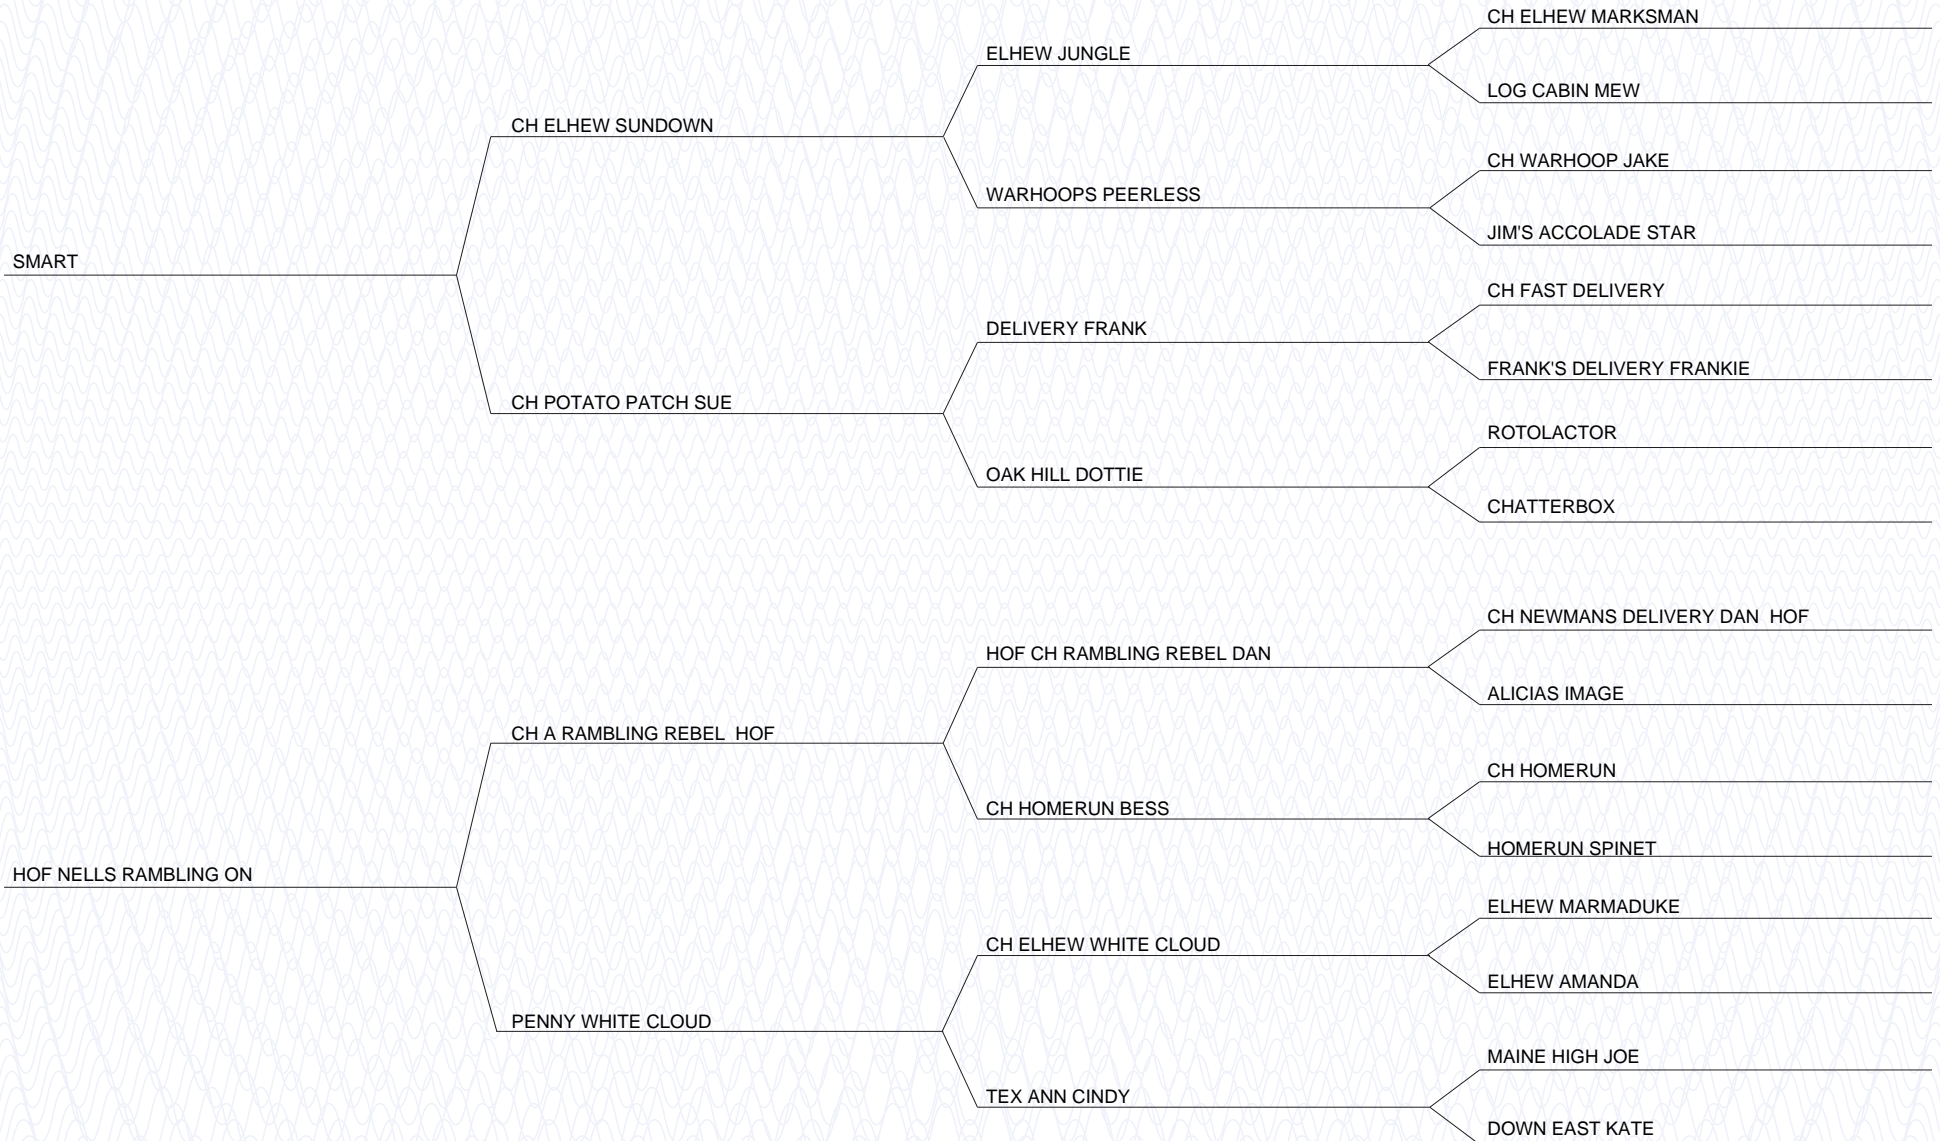 CH ELHEW MARKSMAN
ELHEW JUNGLE
LOG CABIN MEW
CH ELHEW SUNDOWN
CH WARHOOP JAKE
WARHOOPS PEERLESS
JIM'S ACCOLADE STAR
SMART
CH FAST DELIVERY
DELIVERY FRANK
FRANK'S DELIVERY FRANKIE
CH POTATO PATCH SUE
ROTOLACTOR
OAK HILL DOTTIE
CHATTERBOX
CH NEWMANS DELIVERY DAN  HOF
HOF CH RAMBLING REBEL DAN
ALICIAS IMAGE
CH A RAMBLING REBEL  HOF
CH HOMERUN
CH HOMERUN BESS
HOMERUN SPINET
HOF NELLS RAMBLING ON
ELHEW MARMADUKE
CH ELHEW WHITE CLOUD
ELHEW AMANDA
PENNY WHITE CLOUD
MAINE HIGH JOE
TEX ANN CINDY
DOWN EAST KATE